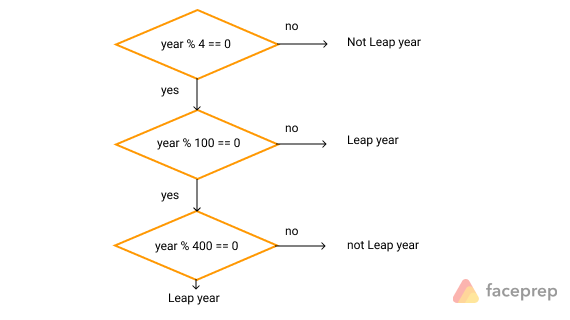 no
year % 4 == 0
Not Leap year
yes
no
year % 100 == 0
Leap year
yes
no
year % 400 == 0
not Leap year
Leap year
faceprep